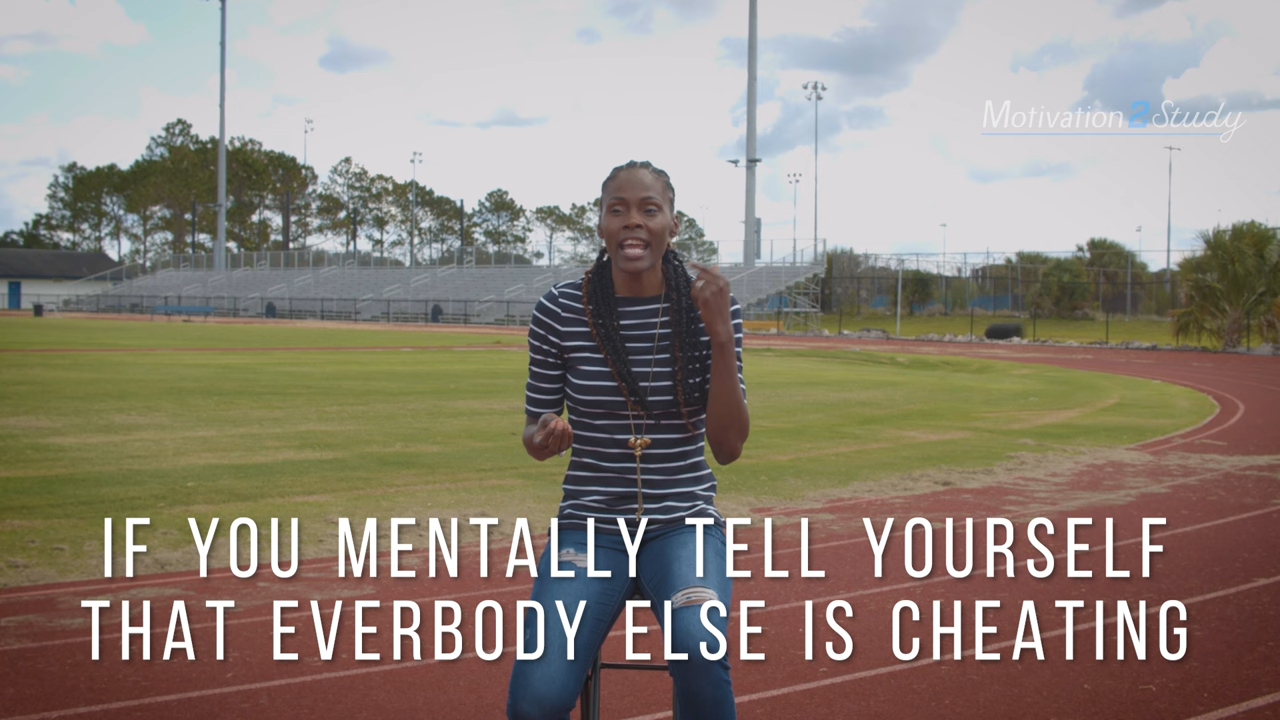 Motivation2Study
IF YOU MENTALLY TELL YOURSELF
THAT EVERBODY ELSE IS CHEATING